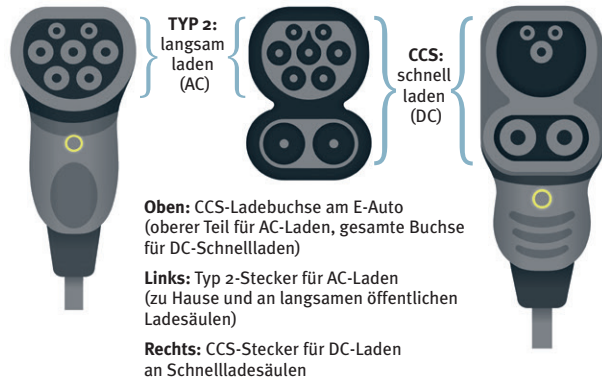 TYP 2:
langsam
laden
(AC)
CCS:
schnell
laden
(DC)
Oben: CCS-Ladebuchse am E-Auto
(oberer Teil für AC-Laden, gesamte Buchse
für DC-Schnellladen)
Links: Typ 2-Stecker für AC-Laden
(zu Hause und an langsamen öffentlichen
Ladesäulen)
Rechts: CCS-Stecker für DC-Laden
an Schnellladesäulen